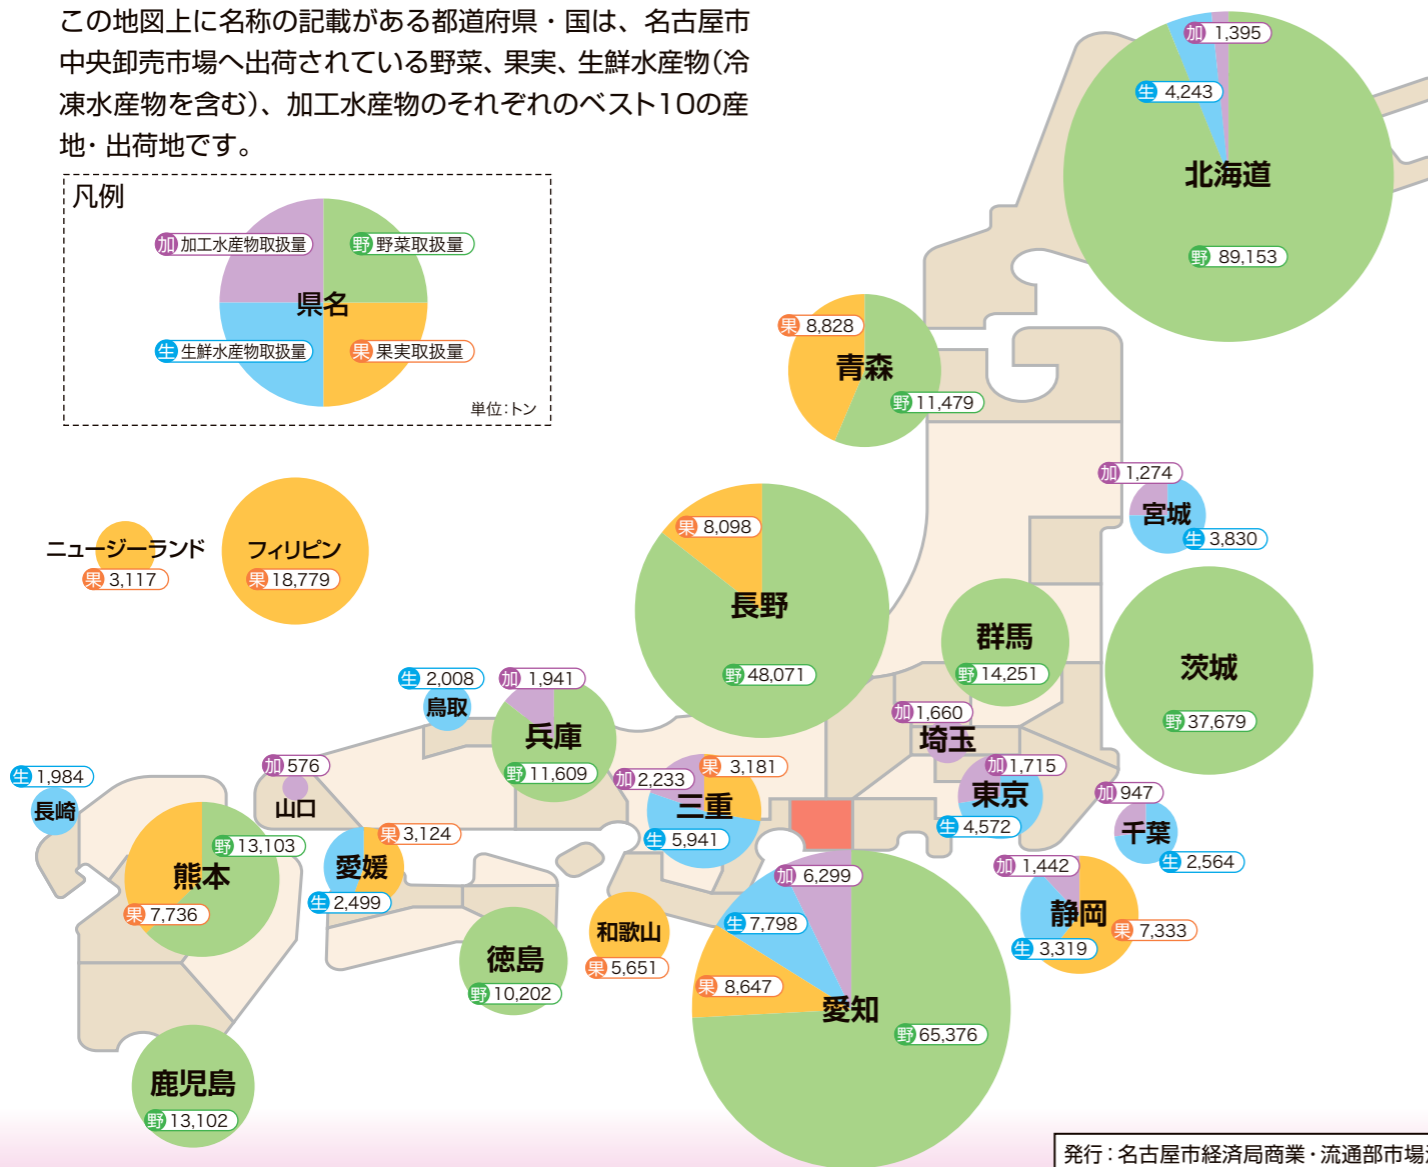 この地図上に名称の記載がある都道府県・国は、名古屋市
中央卸売市場へ出荷されている野菜、果実、生鮮水産物(冷
凍水産物を含む)、加工水産物のそれぞれのベスト10の産
地・出荷地です。
凡例
加 加工水産物取扱量
野 野菜取扱量
県名
生 生鮮水産物取扱量
果 果実取扱量
単位：トン
加 1,395
生 4,243
北海道
野 89,153
果 8,828
青森
野 11,479
加 1,274
宮城
生 3,830
ニュージーランド
果 3,117
フィリピン
果 18,779
果 8,098
長野
野 48,071
群馬
野 14,251
茨城
野 37,679
生 2,008
鳥取
加 1,941
兵庫
野 11,609
加 1,660
埼玉
加 2,233
果 3,181
三重
生 5,941
加 1,715
東京
生 4,572
加 947
千葉
生 2,564
生 1,984
長崎
加 576
山口
野 13,103
熊本
果 7,736
果 3,124
愛媛
生 2,499
加 1,442
静岡
果 7,333
生 3,319
和歌山
果 5,651
徳島
野 10,202
加 6,299
生 7,798
果 8,647
愛知
野 65,376
鹿児島
野 13,102
発行：名古屋市経済局商業・流通部市場